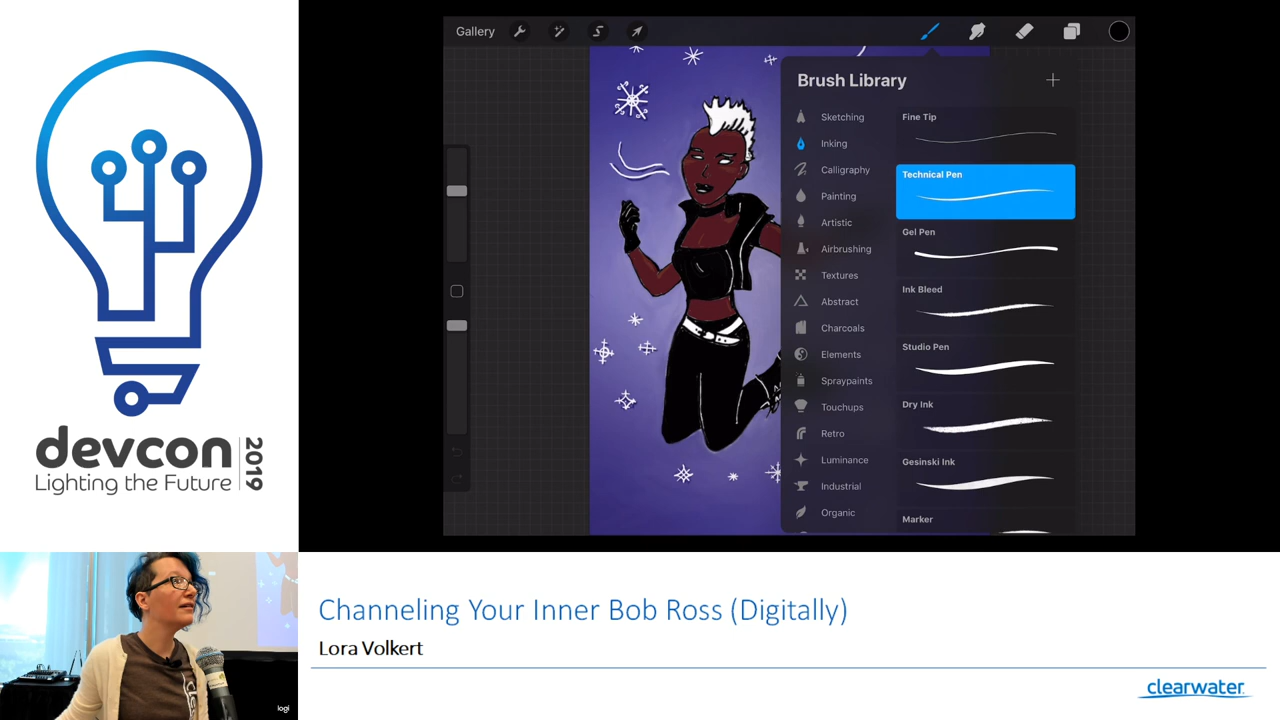 Gallery
Brush Library
Sketching
Inking
Calligraphy
Painting
Artistic
Airbrushing
Textures
Abstract
Charcoals
Elements
Spraypaints
Touchups
Retro
Luminance
Industrial
Organic
Fine Tip
Technical Pen
Gel Pen
Ink Bleed
Studio Pen
Dry Ink
Gesinski Ink
Marker
devcon 2019
Lighting the Future
logi
Channeling Your Inner Bob Ross (Digitally)
Lora Volkert
clearwater